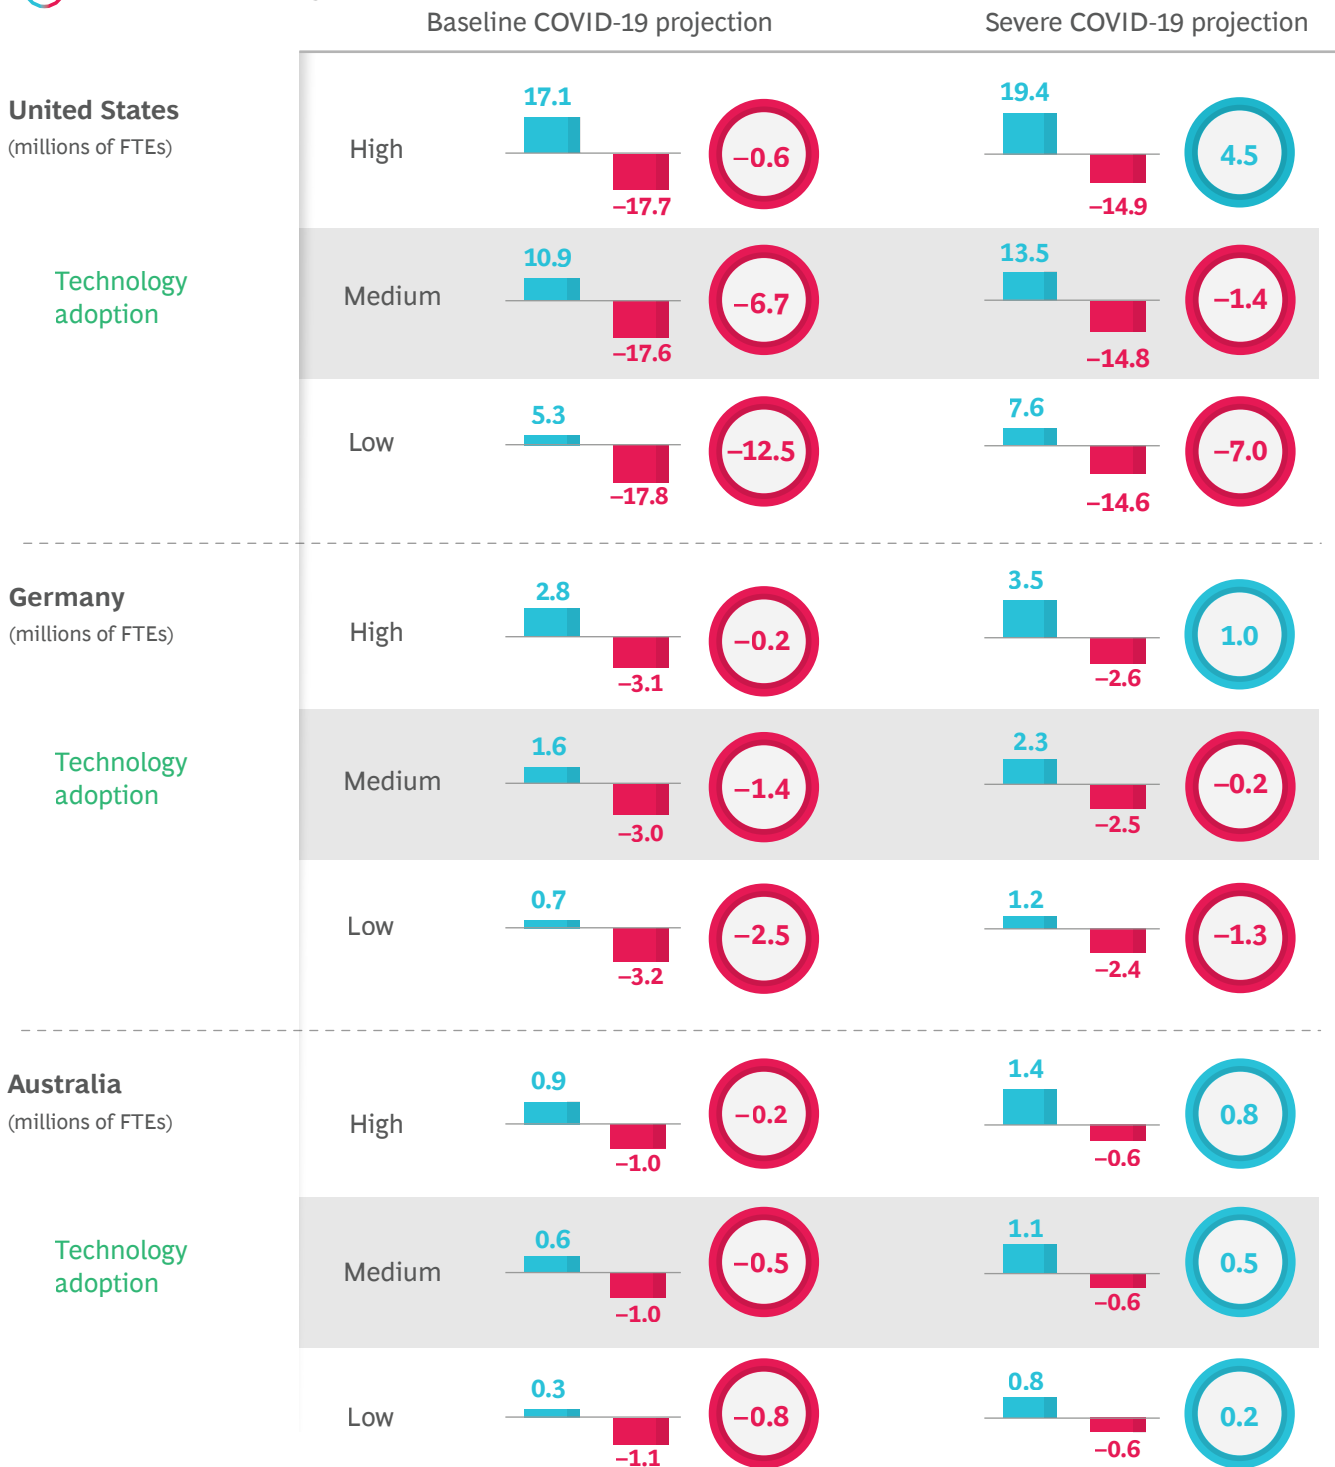 Baseline COVID-19 projection Severe COVID-19 projection
United States
(millions of FTEs)
High
17.1
–17.7
–0.6
19.4
–14.9
4.5
Technology
adoption
Medium
10.9
–17.6
–6.7
13.5
–14.8
–1.4
Low
5.3
–17.8
–12.5
7.6
–14.6
–7.0
Germany
(millions of FTEs)
High
2.8
–3.1
–0.2
3.5
–2.6
1.0
Technology
adoption
Medium
1.6
–3.0
–1.4
2.3
–2.5
–0.2
Low
0.7
–3.2
–2.5
1.2
–2.4
–1.3
Australia
(millions of FTEs)
High
0.9
–1.0
–0.2
1.4
–0.6
0.8
Technology
adoption
Medium
0.6
–1.0
–0.5
1.1
–0.6
0.5
Low
0.3
–1.1
–0.8
0.8
–0.6
0.2